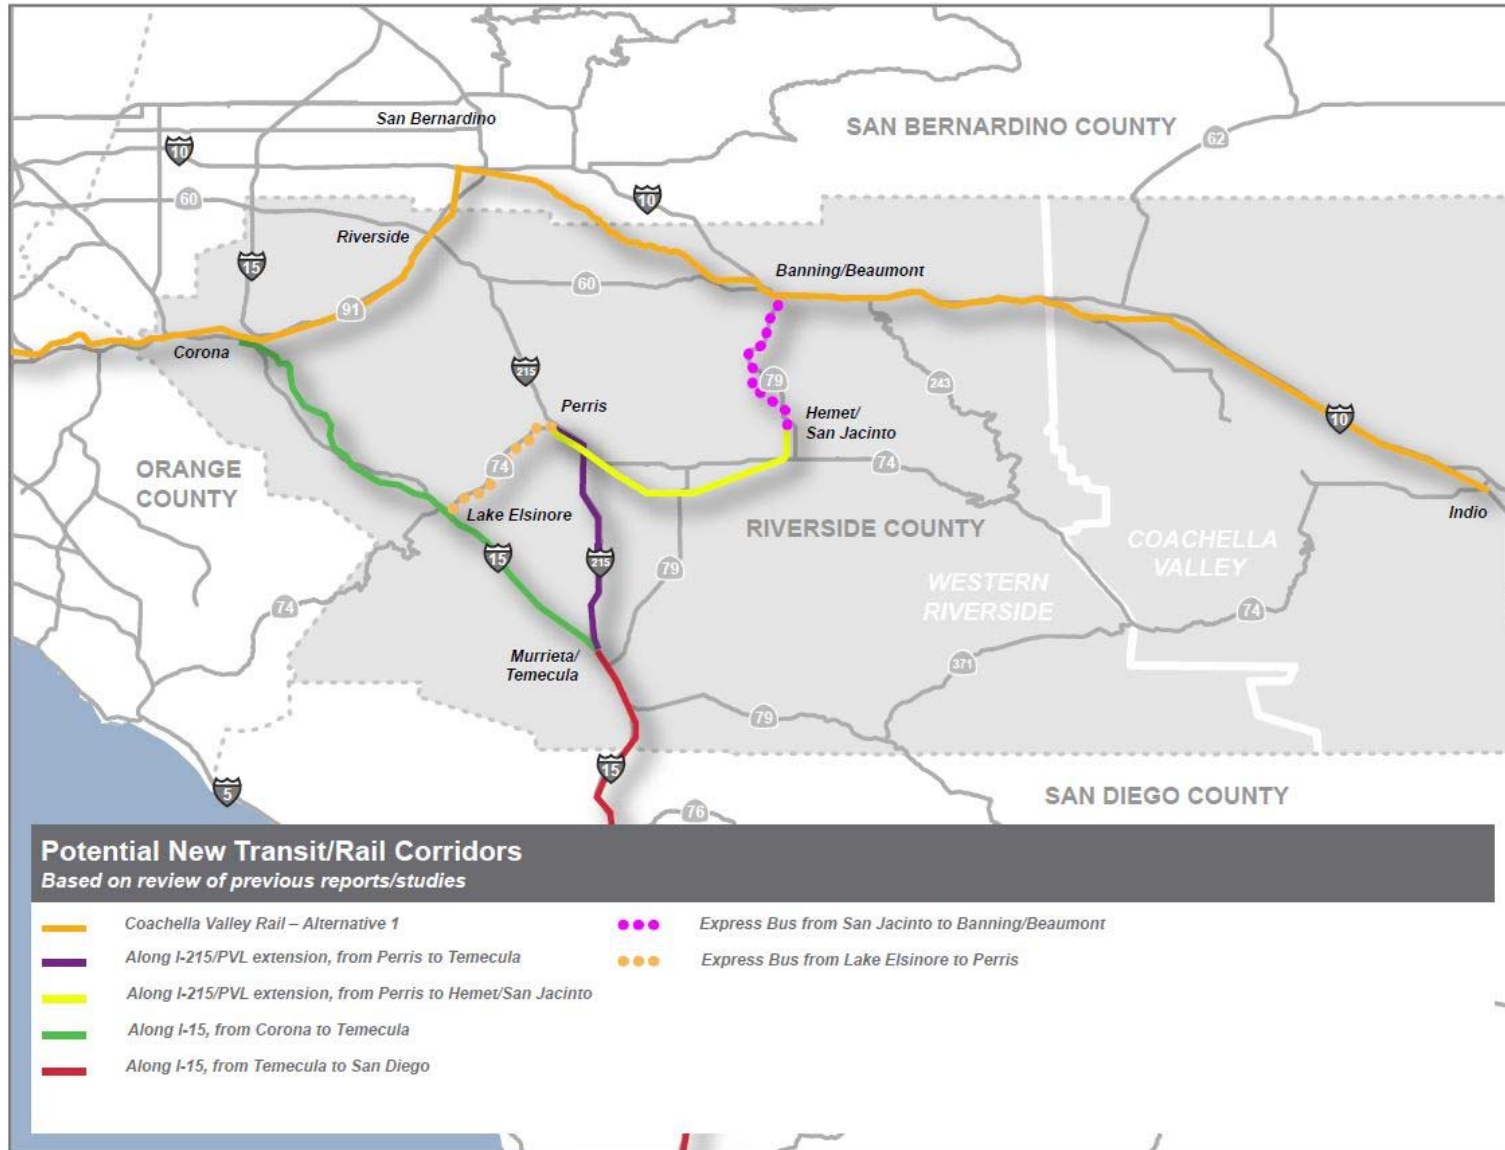 San Bernardino
SAN BERNARDINO COUNTY
62
10
60
10
Riverside
15
60
Banning/Beaumont
91
Corona
215
79
243
Perris
Hemet/
San Jacinto
10
ORANGE
COUNTY
74
74
Lake Elsinore
RIVERSIDE COUNTY
Indio
15
215
79
COACHELLA
VALLEY
WESTERN
RIVERSIDE
74
74
Murrieta/
Temecula
371
79
15
5
SAN DIEGO COUNTY
76
Potential New Transit/Rail Corridors
Based on review of previous reports/studies
Coachella Valley Rail – Alternative 1
Along I-215/PVL extension, from Perris to Temecula
Along I-215/PVL extension, from Perris to Hemet/San Jacinto
Along I-15, from Corona to Temecula
Along I-15, from Temecula to San Diego
Express Bus from San Jacinto to Banning/Beaumont
Express Bus from Lake Elsinore to Perris